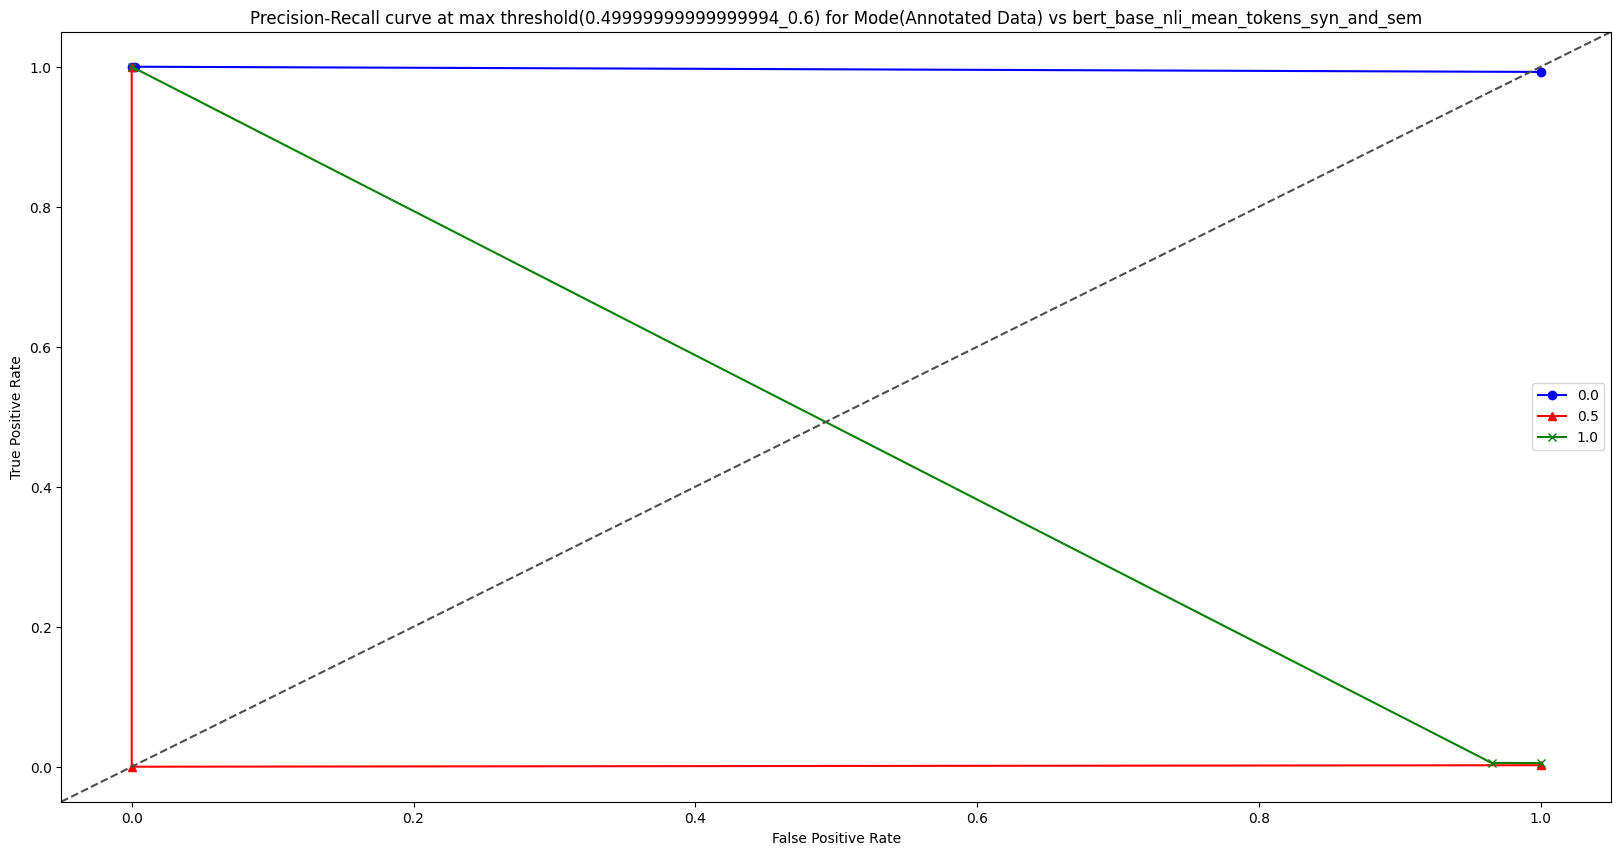 Precision-Recall curve at max threshold(0.49999999999999994_0.6) for Mode(Annotated Data) vs bert_base_nli_mean_tokens_syn_and_sem
1.0
0.8
0.6
0.4
0.2
0.0
True Positive Rate
0.0
0.5
1.0
0.0 0.2 0.4 0.6 0.8 1.0
False Positive Rate